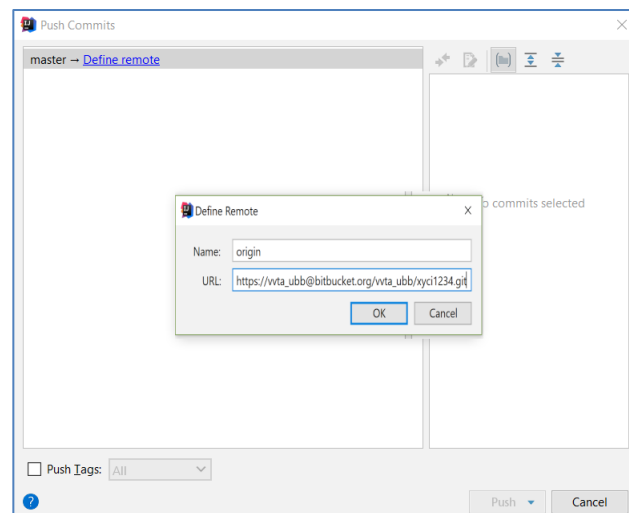 Push Commits
master → Define remote
commits selected
Define Remote
Name: origin
URL: https://vvta_ubb@bitbucket.org/vvta_ubb/xyci1234.git
OK Cancel
Push Tags: All
? Push Cancel